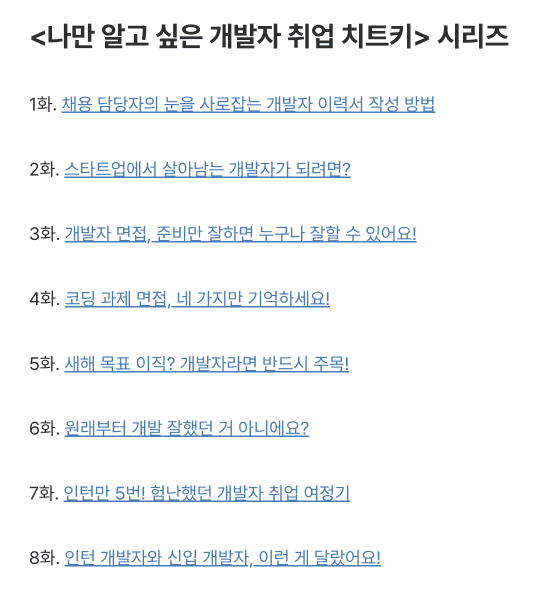 <나만 알고 싶은 개발자 취업 치트키> 시리즈
1화. 채용 담당자의 눈을 사로잡는 개발자 이력서 작성 방법
2화. 스타트업에서 살아남는 개발자가 되려면?
3화. 개발자 면접, 준비만 잘하면 누구나 잘할 수 있어요!
4화. 코딩 과제 면접, 네 가지만 기억하세요!
5화. 새해 목표 이직? 개발자라면 반드시 주목!
6화. 원래부터 개발 잘했던 거 아니에요?
7화. 인턴만 5번! 험난했던 개발자 취업 여정기
8화. 인턴 개발자와 신입 개발자, 이런 게 달랐어요!